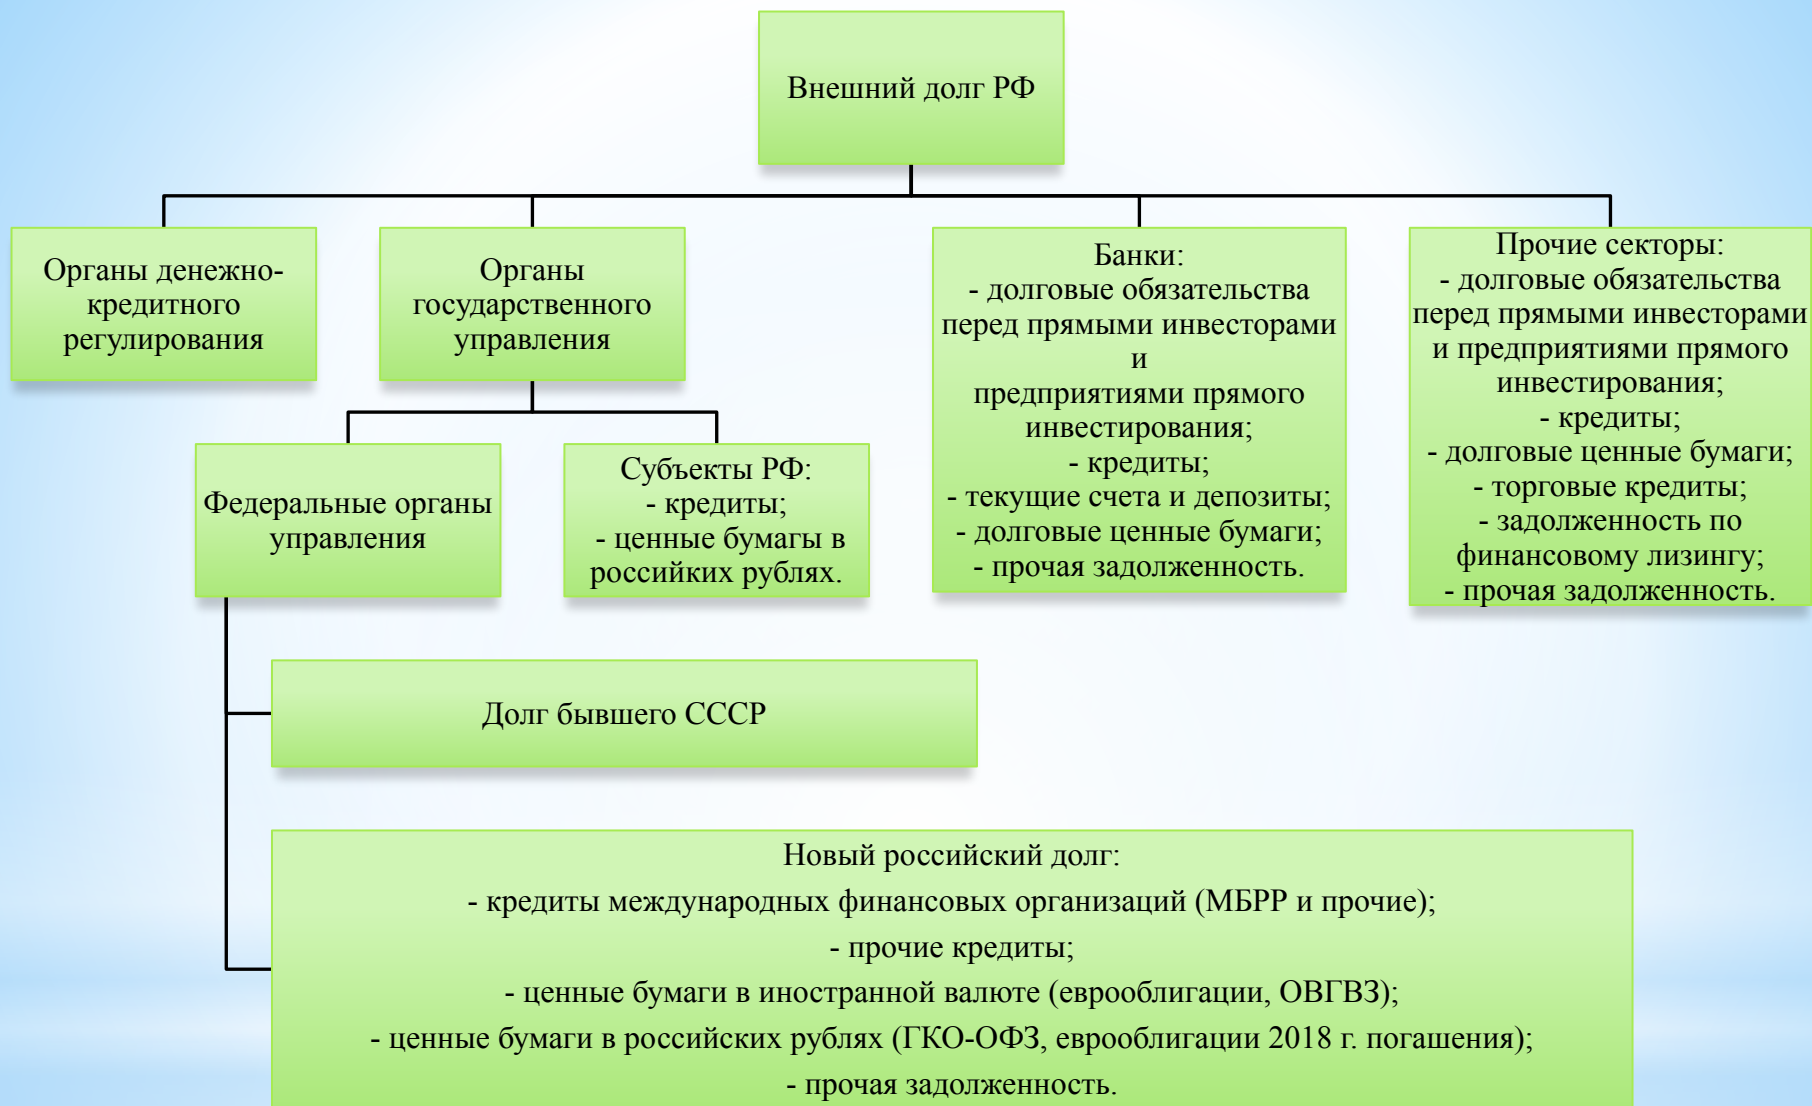 Внешний долг РФ
Органы денежно-
кредитного
регулирования
Органы
государственного
управления
Банки:
- долговые обязательства
перед прямыми инвесторами
и
предприятиями прямого
инвестирования;
- кредиты;
- текущие счета и депозиты;
- долговые ценные бумаги;
- прочая задолженность.
Прочие секторы:
- долговые обязательства
перед прямыми инвесторами
и предприятиями прямого
инвестирования;
- кредиты;
- долговые ценные бумаги;
- торговые кредиты;
- задолженность по
финансовому лизингу;
- прочая задолженность.
Федеральные органы
управления
Субъекты РФ:
- кредиты;
- ценные бумагы в
российких рублях.
Долг бывшего СССР
Новый российский долг:
- кредиты международных финансовых организаций (МБРР и прочие);
- прочие кредиты;
- ценные бумаги в иностранной валюте (еврооблигации, ОВГВЗ);
- ценные бумаги в российских рублях (ГКО-ОФЗ, еврооблигации 2018 г. погашения);
- прочая задолженность.